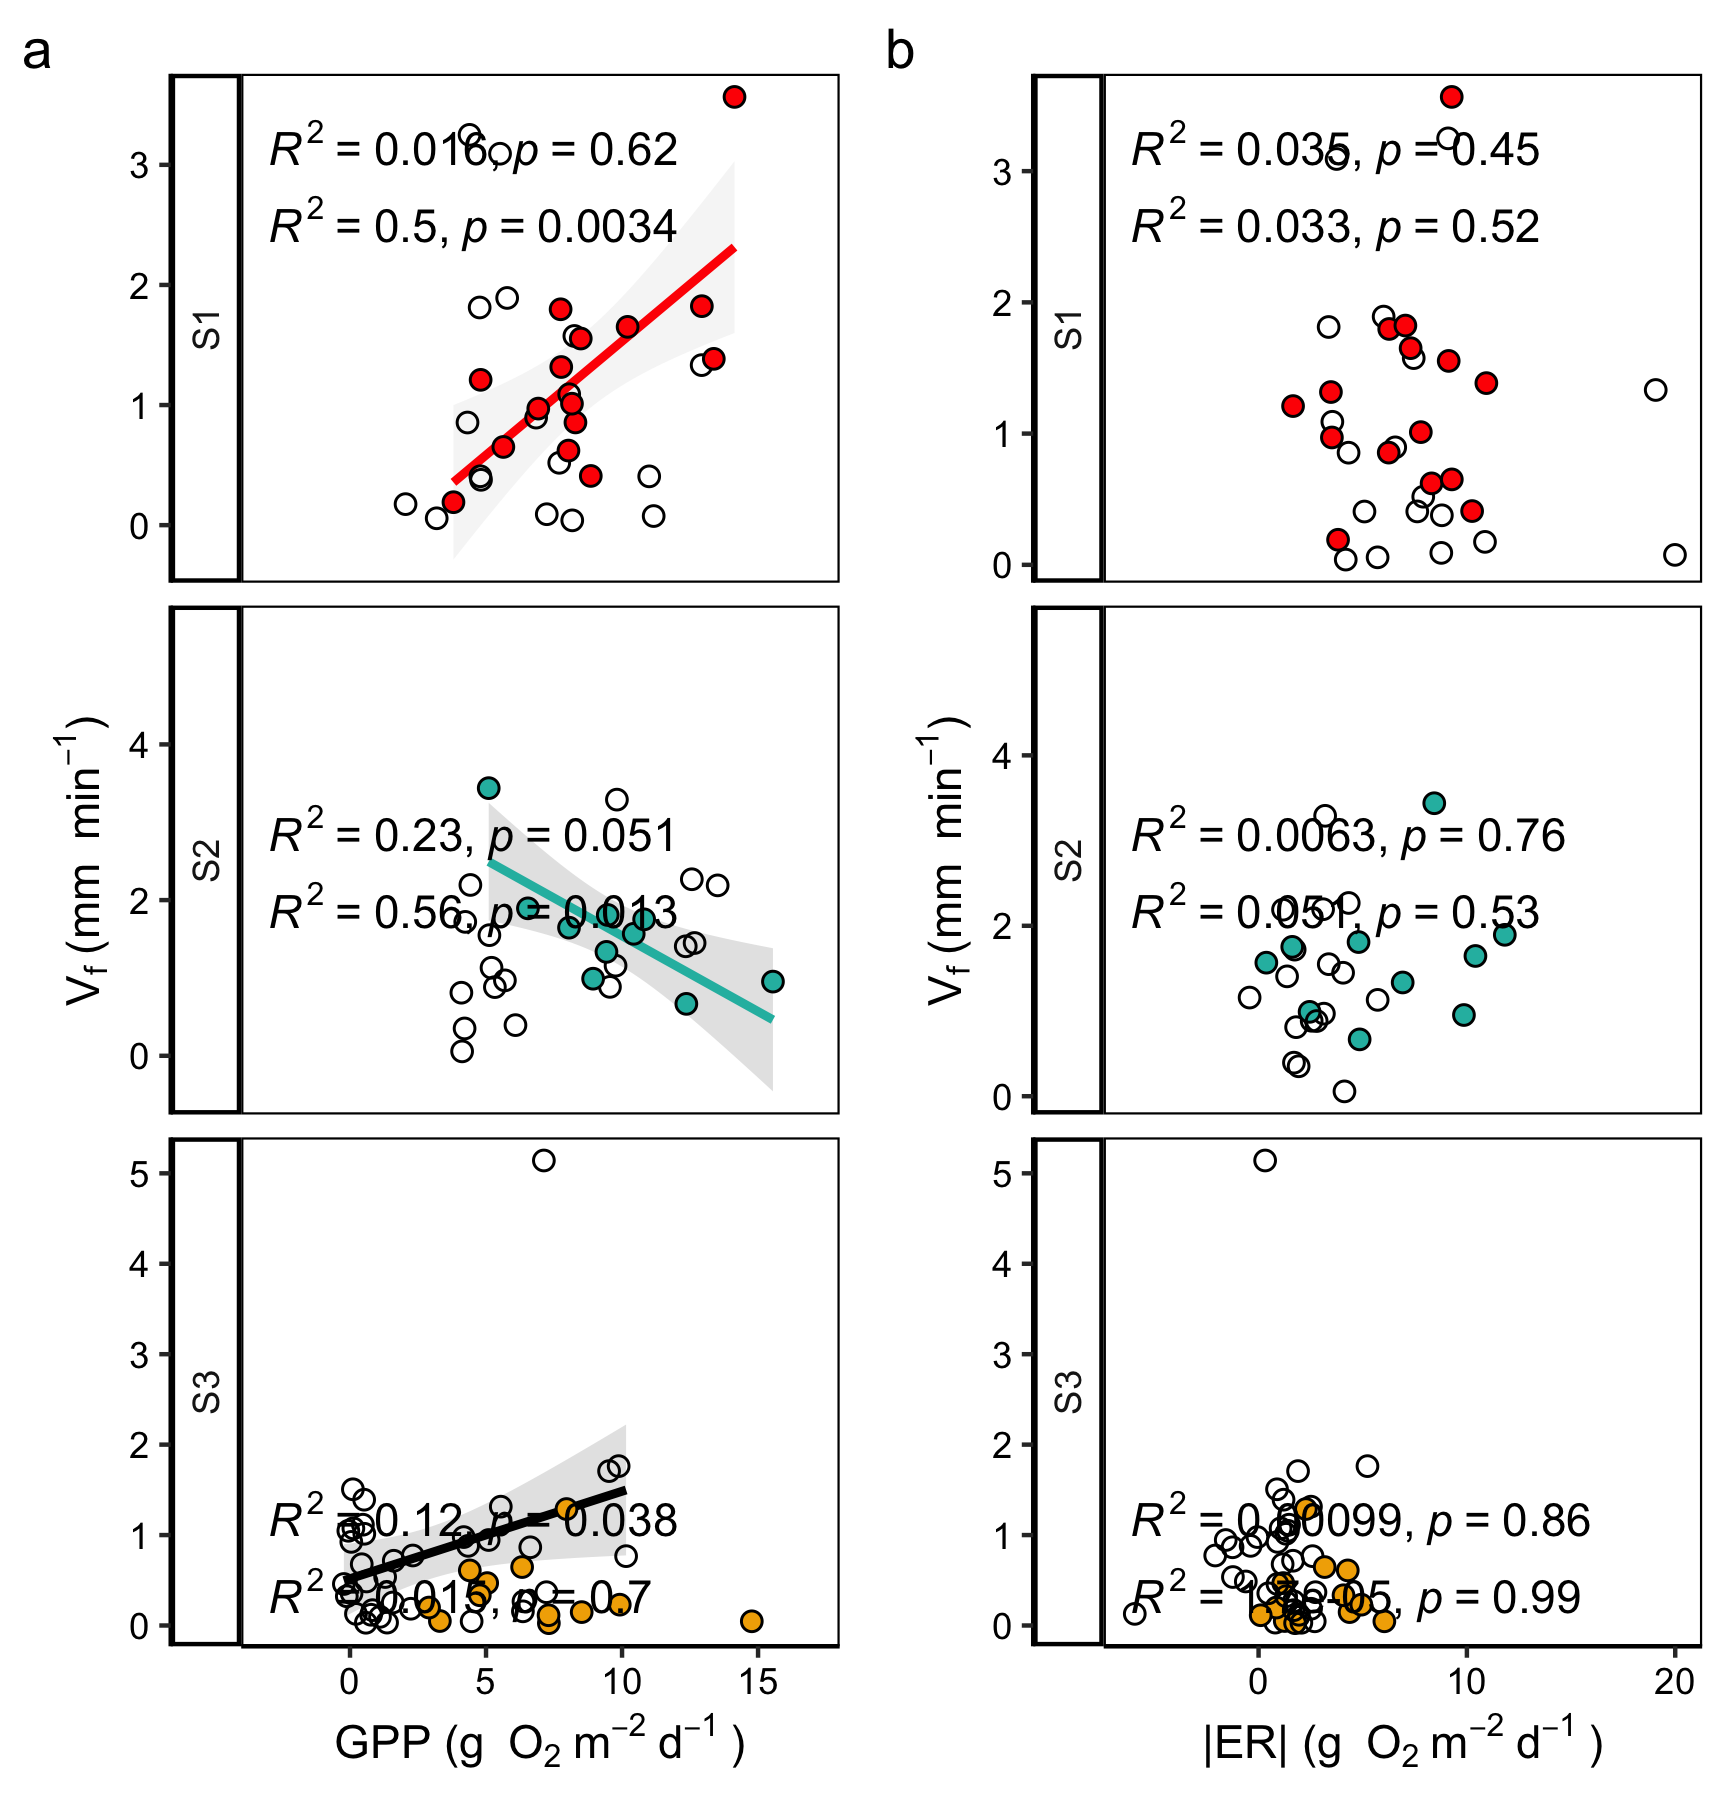 a
S1
R² = 0.016, p = 0.62
R² = 0.5, p = 0.0034
3
2
1
0
S2
R² = 0.23, p = 0.051
R² = 0.56, p = 0.013
4
2
0
V_f (mm min⁻¹)
S3
R² = 0.12, p = 0.038
R² = 0.015, p = 0.7
5
4
3
2
1
0
0 5 10 15
GPP (g O₂ m⁻² d⁻¹ )
b
S1
R² = 0.035, p = 0.45
R² = 0.033, p = 0.52
3
2
1
0
S2
R² = 0.0063, p = 0.76
R² = 0.051, p = 0.53
4
2
0
V_f (mm min⁻¹)
S3
R² = 0.00099, p = 0.86
R² = , p = 0.99
5
4
3
2
1
0
0 10 20
|ER| (g O₂ m⁻² d⁻¹ )